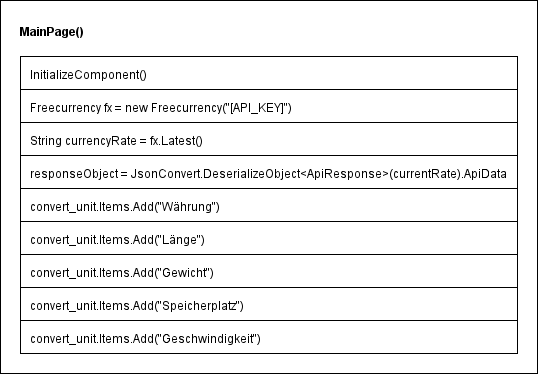 MainPage()
InitializeComponent()
Freecurrency fx = new Freecurrency("[API_KEY]")
String currencyRate = fx.Latest()
responseObject = JsonConvert.DeserializeObject<ApiResponse>(currentRate).ApiData
convert_unit.Items.Add("Währung")
convert_unit.Items.Add("Länge")
convert_unit.Items.Add("Gewicht")
convert_unit.Items.Add("Speicherplatz")
convert_unit.Items.Add("Geschwindigkeit")